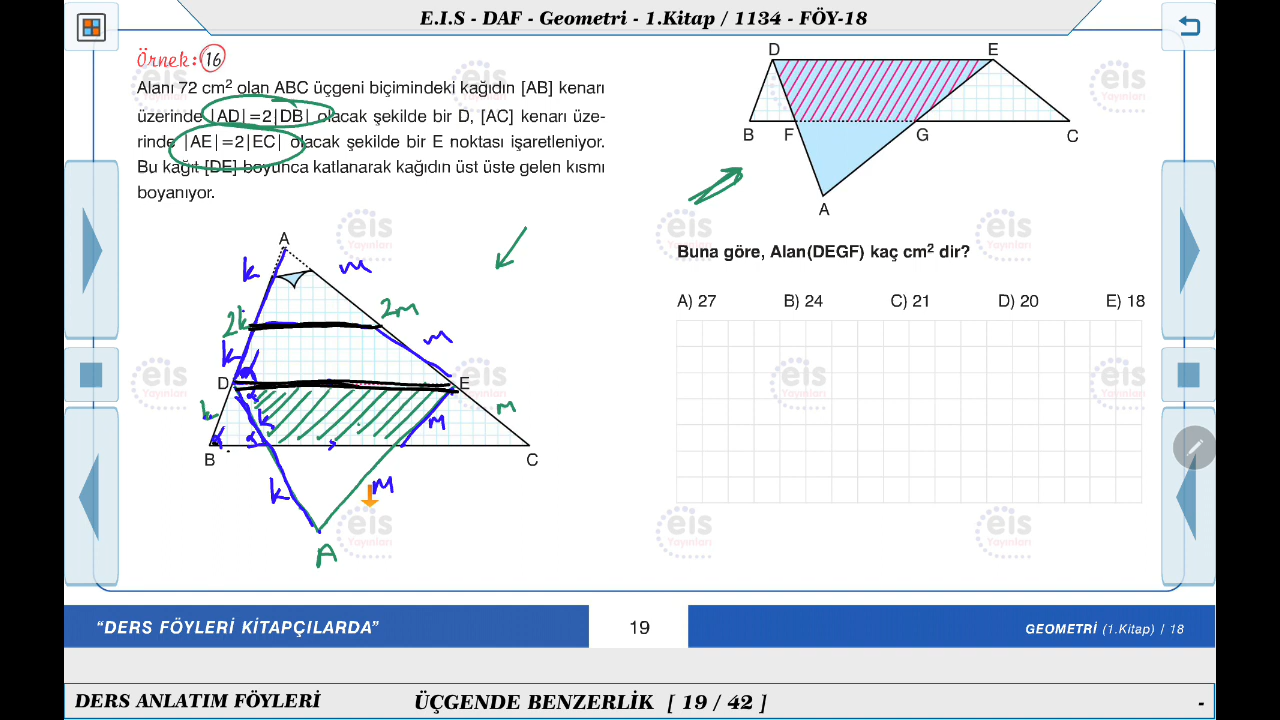 E.I.S - DAF - Geometri - 1.Kitap / 1134 - FÖY-18
Örnek: 16
Alanı 72 cm² olan ABC üçgeni biçimindeki kağıdın [AB] kenarı
üzerinde |AD|=2|DB| olacak şekilde bir D, [AC] kenarı üze-
rinde |AE|=2|EC| olacak şekilde bir E noktası işaretleniyor.
Bu kağıt [DE] boyunca katlanarak kağıdın üst üste gelen kısmı
boyanıyor.
A
k
m
2k
2m
k
m
D
E
k
k
m
m
B
C
k
m
A
D
E
B
F
G
C
A
Buna göre, Alan(DEGF) kaç cm² dir?
A) 27
B) 24
C) 21
D) 20
E) 18
eis
Yayınları
"DERS FÖYLERİ KİTAPÇILARDA"
19
GEOMETRİ (1.Kitap) / 18
DERS ANLATIM FÖYLERİ
ÜÇGENDE BENZERLİK [ 19 / 42 ]
-